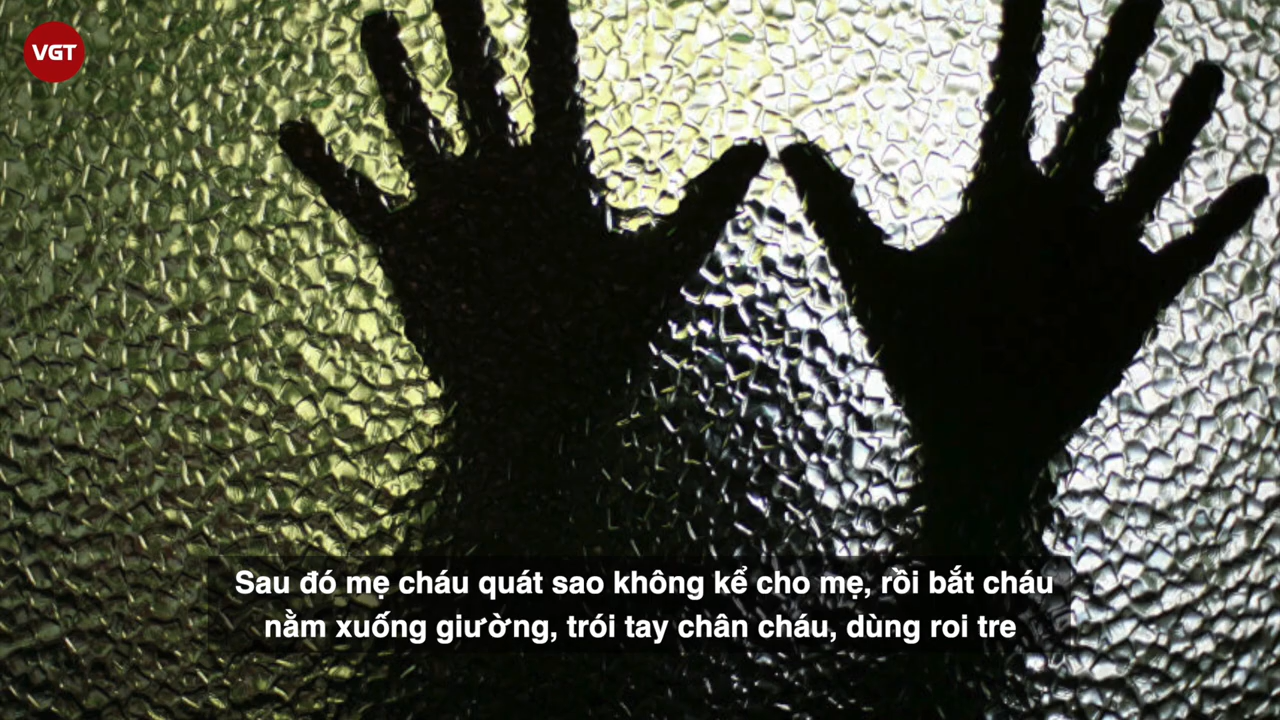 VGT
Sau đó mẹ cháu quát sao không kể cho mẹ, rồi bắt cháu
nằm xuống giường, trói tay chân cháu, dùng roi tre